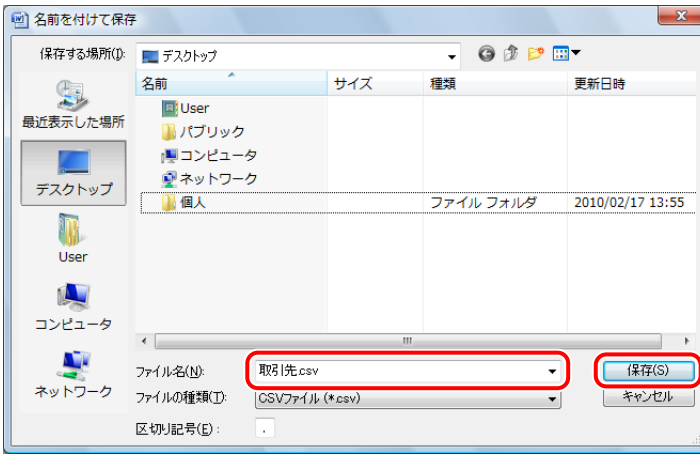 名前を付けて保存
保存する場所(I):
デスクトップ
名前 サイズ 種類 更新日時
User
パブリック
コンピュータ
ネットワーク
個人 ファイル フォルダ 2010/02/17 13:55
最近表示した場所
デスクトップ
User
コンピュータ
ネットワーク
ファイル名(N): 取引先.csv 保存(S)
ファイルの種類(T): CSVファイル (*.csv) キャンセル
区切り記号(E): ,